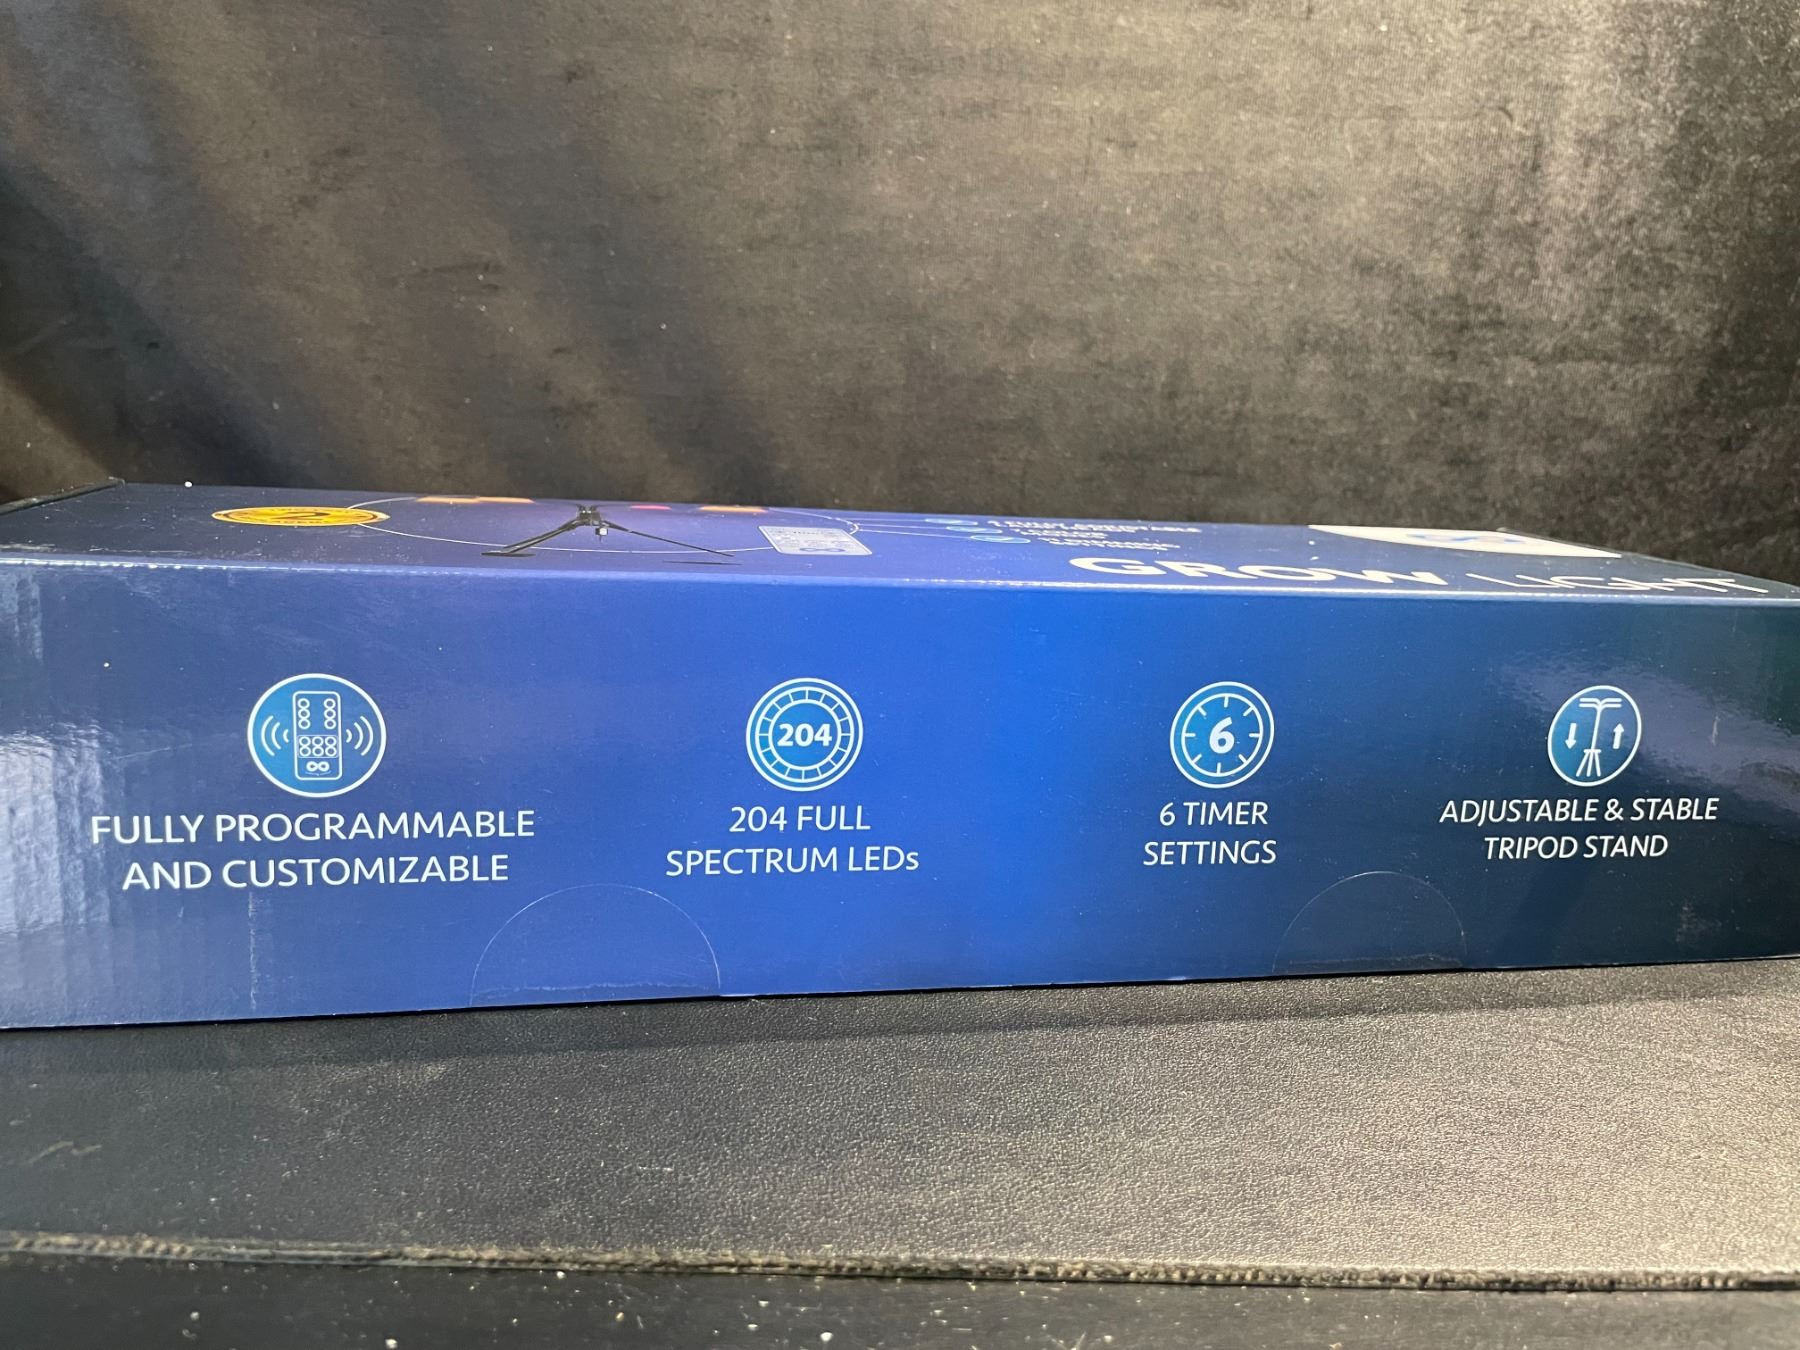 GROW LIGHT
204
6
FULLY PROGRAMMABLE
AND CUSTOMIZABLE
204 FULL
SPECTRUM LEDs
6 TIMER
SETTINGS
ADJUSTABLE & STABLE
TRIPOD STAND